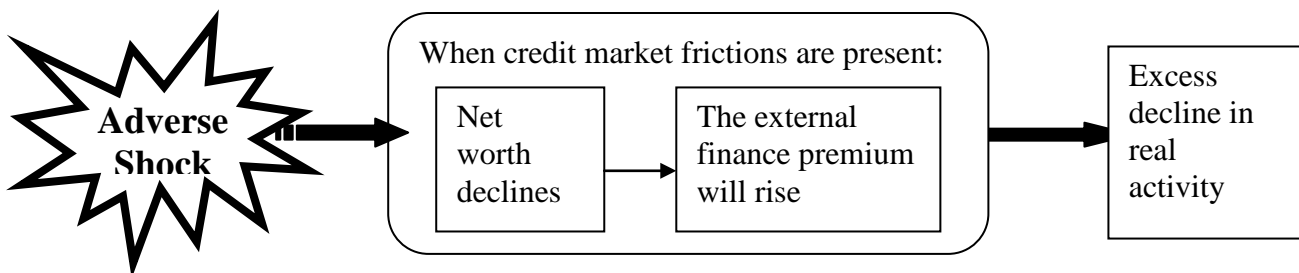 Adverse
Shock
When credit market frictions are present:
Net
worth
declines
The external
finance premium
will rise
Excess
decline in
real
activity